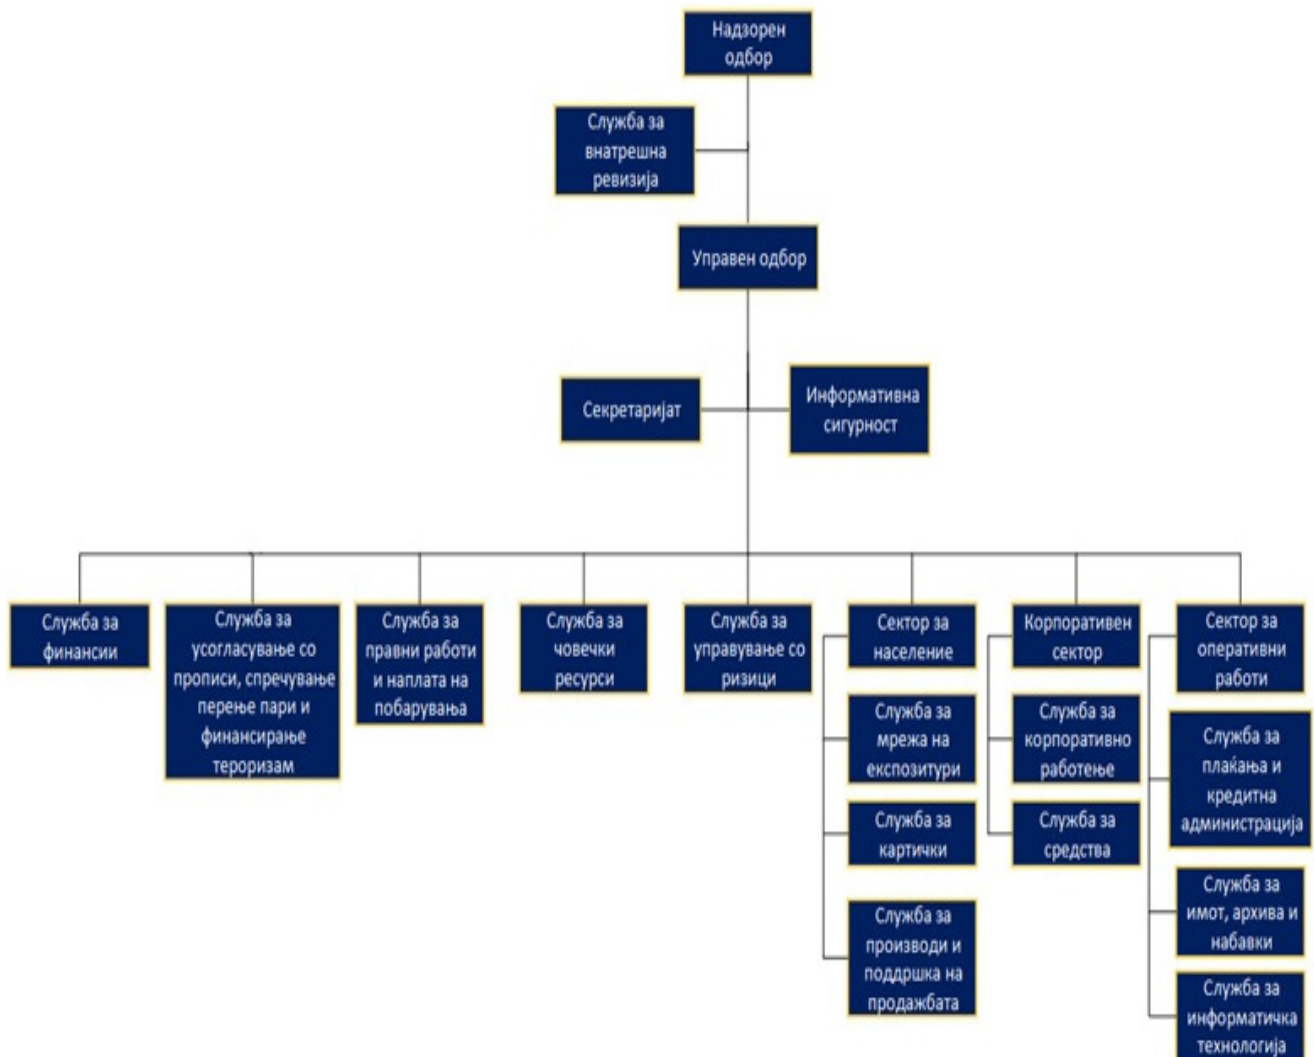 Надзорен
одбор
Служба за
внатрешна
ревизија
Управен одбор
Секретаријат
Информативна
сигурност
Служба за
финансии
Служба за
усогласување со
прописи, спречување
перење пари и
финансирање
тероризам
Служба за
правни работи
и наплата на
побарувања
Служба за
човечки
ресурси
Служба за
управување со
ризици
Сектор за
население
Служба за
мрежа на
експозитури
Служба за
картички
Служба за
производи и
поддршка на
продажбата
Корпоративен
сектор
Служба за
корпоративно
работење
Служба за
средства
Сектор за
оперативни
работи
Служба за
плаќања и
кредитна
администрација
Служба за
имот, архива и
набавки
Служба за
информатичка
технологија